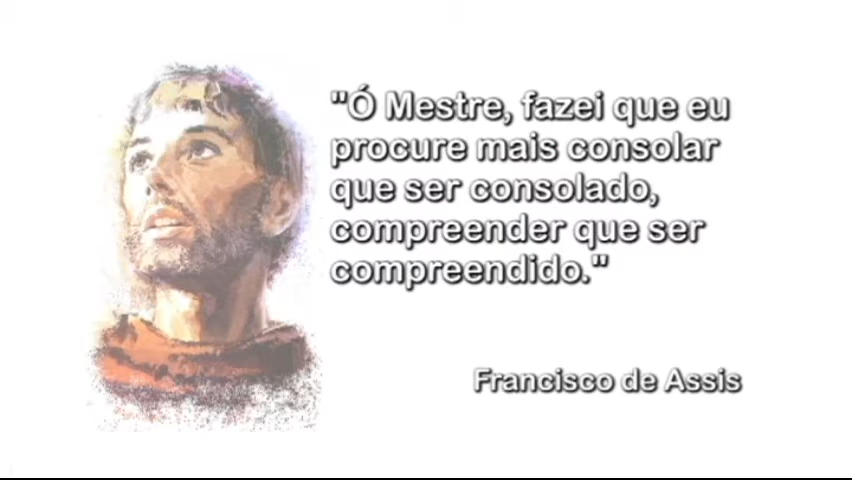 "Ó Mestre, fazei que eu
procure mais consolar
que ser consolado,
compreender que ser
compreendido."
Francisco de Assis